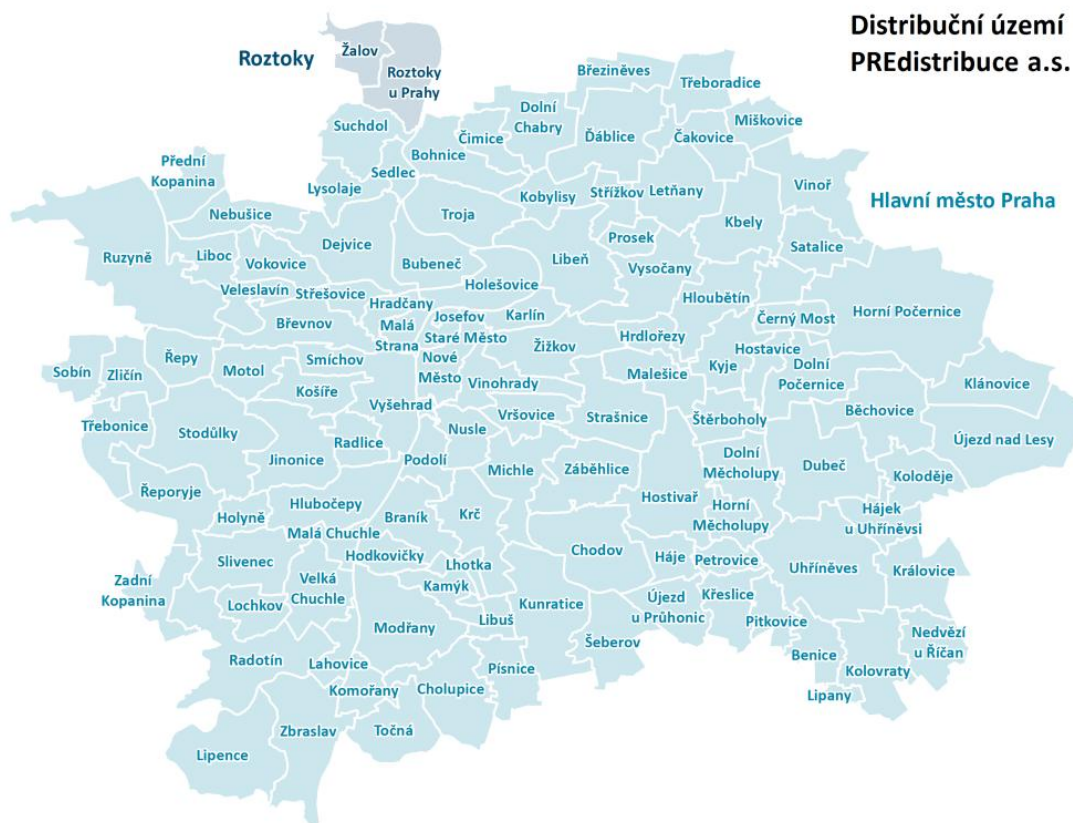 Distribuční území
PREdistribuce a.s.
Roztoky
Žalov
Roztoky
u Prahy
Březiněves
Třeboradice
Dolní
Chabry
Miškovice
Suchdol
Čimice
Ďáblice
Čakovice
Bohnice
Přední
Kopanina
Sedlec
Lysolaje
Kobylisy
Střížkov
Letňany
Vinoř
Hlavní město Praha
Nebušice
Troja
Kbely
Prosek
Satalice
Ruzyně
Liboc
Dejvice
Vokovice
Bubeneč
Libeň
Vysočany
Veleslavín
Střešovice
Holešovice
Hloubětín
Hradčany
Břevnov
Malá
Strana
Josefov
Karlín
Černý Most
Horní Počernice
Staré Město
Hrdlořezy
Žižkov
Hostavice
Řepy
Smíchov
Nové
Město
Sobín
Zličín
Motol
Malešice
Kyje
Dolní
Počernice
Klánovice
Košíře
Vinohrady
Vyšehrad
Běchovice
Třebonice
Stodůlky
Vršovice
Strašnice
Štěrboholy
Nusle
Újezd nad Lesy
Radlice
Jinonice
Podolí
Michle
Záběhlice
Dolní
Měcholupy
Dubeč
Koloděje
Řeporyje
Hlubočepy
Hostivař
Horní
Měcholupy
Hájek
u Uhříněvsi
Holyně
Braník
Krč
Malá Chuchle
Hodkovičky
Chodov
Háje
Petrovice
Slivenec
Lhotka
Uhříněves
Královice
Zadní
Kopanina
Velká
Chuchle
Kamýk
Lochkov
Kunratice
Újezd
u Průhonic
Křeslice
Libuš
Pitkovice
Modřany
Šeberov
Nedvězí
u Říčan
Benice
Radotín
Lahovice
Písnice
Kolovraty
Komořany
Cholupice
Lipany
Zbraslav
Točná
Lipence